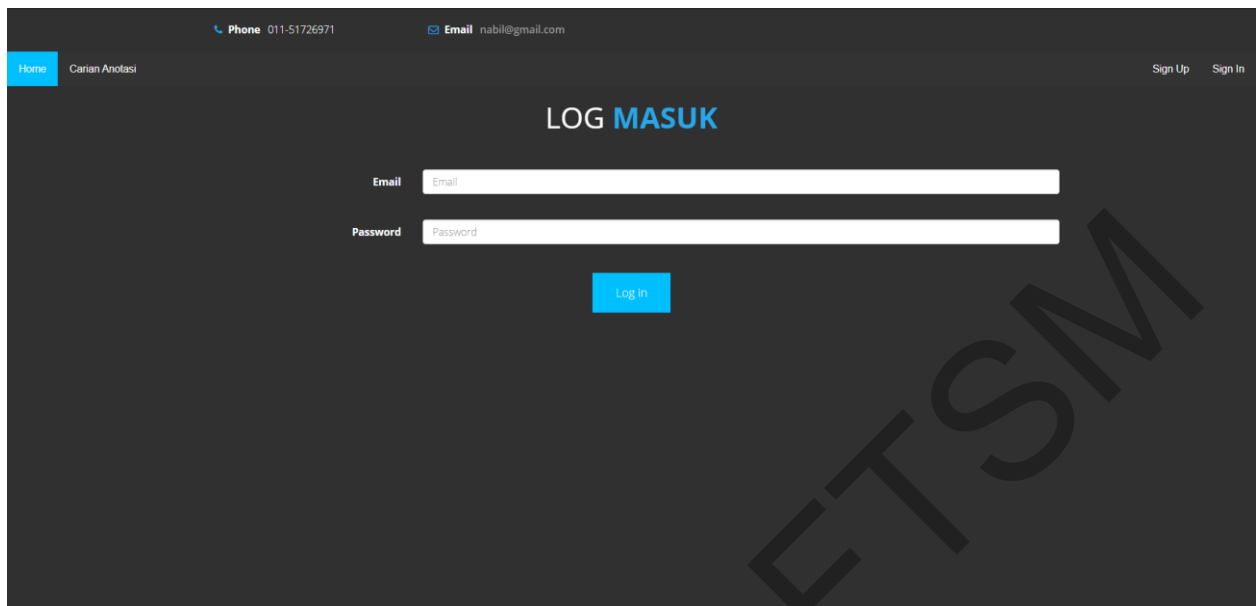 Phone 011-51726971 Email nabil@gmail.com
Home Carian Anotasi Sign Up Sign In
LOG MASUK
Email Email
Password Password
Log in
FTSM